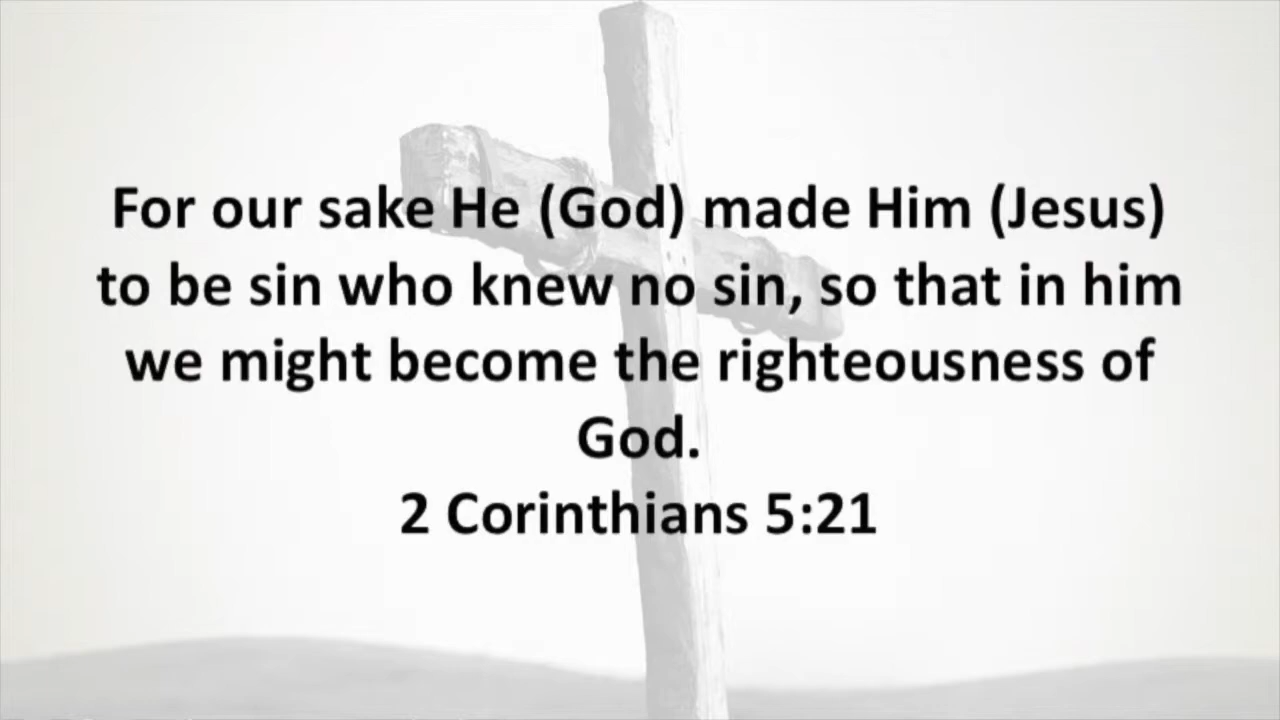 For our sake He (God) made Him (Jesus)
to be sin who knew no sin, so that in him
we might become the righteousness of
God.
2 Corinthians 5:21